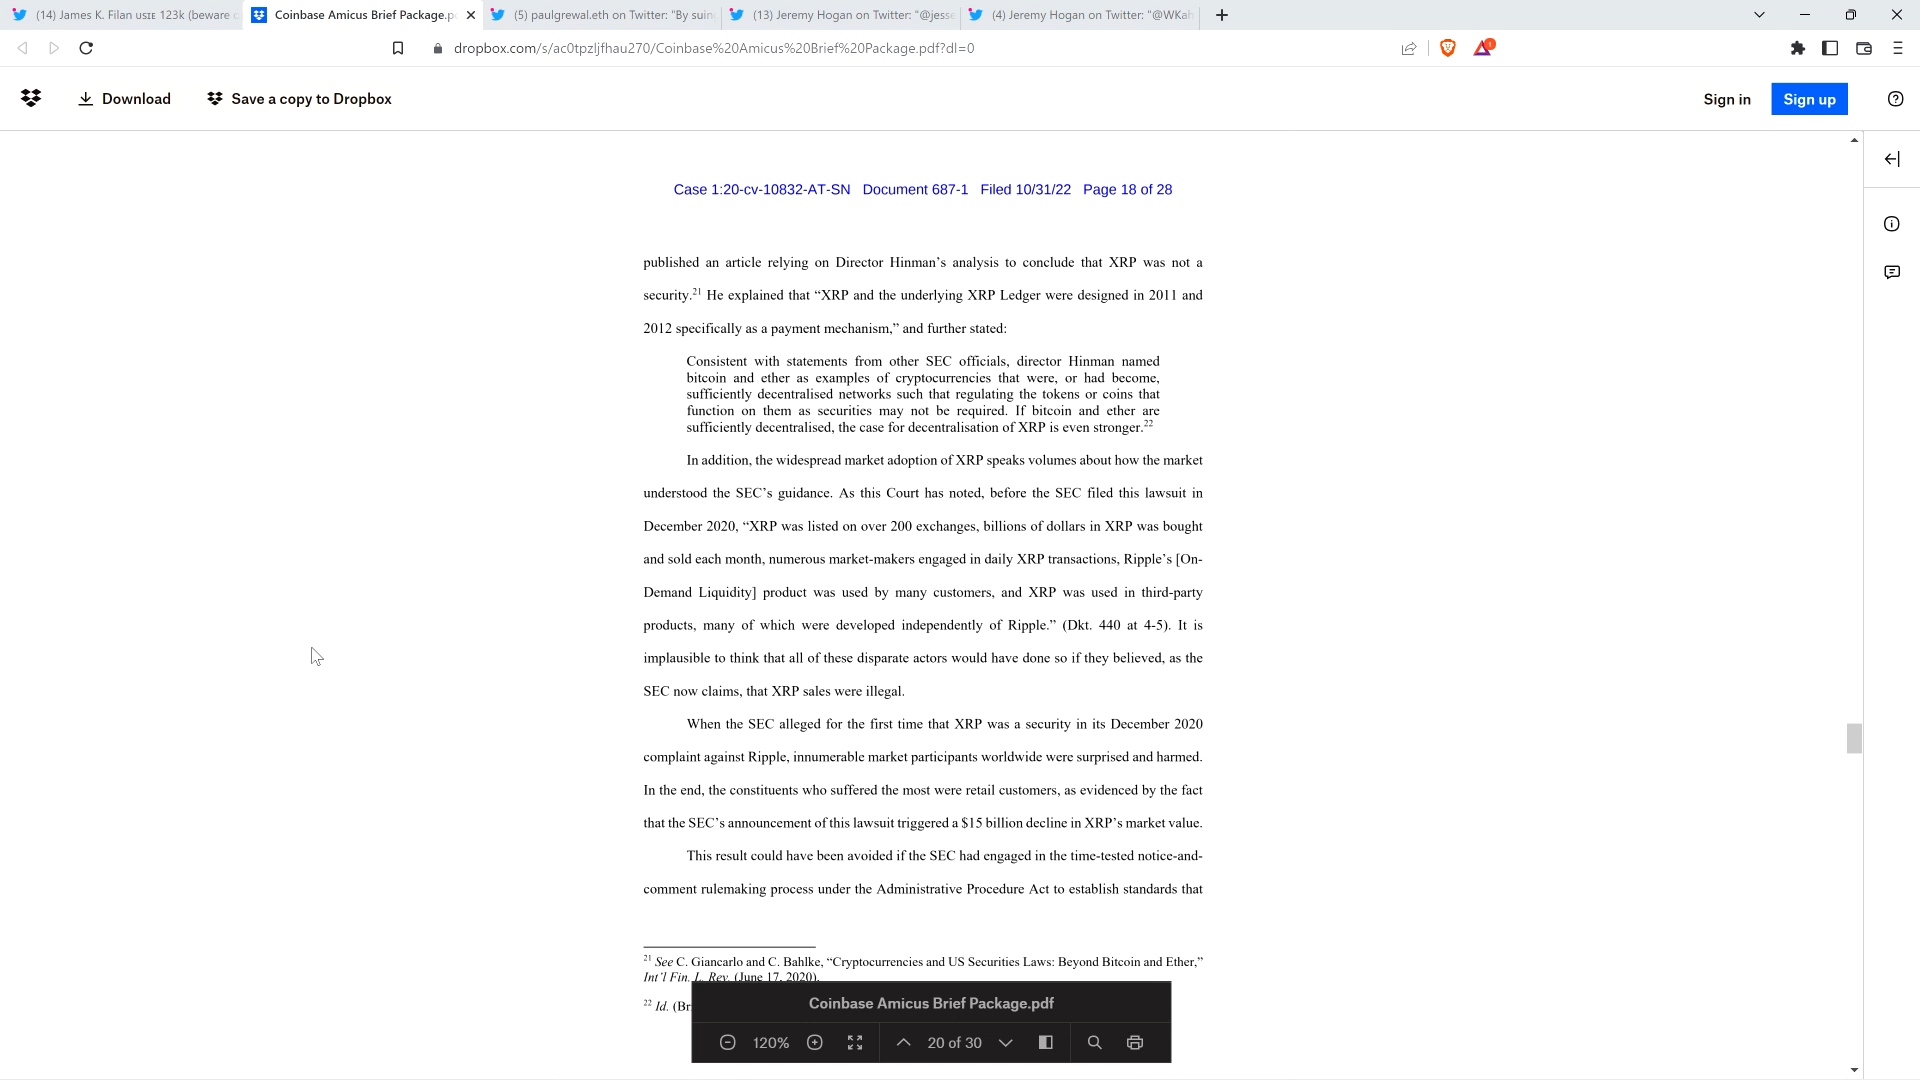 (14) James K. Filan usɪᴇ 123k (beware
Coinbase Amicus Brief Package.p
(5) paulgrewal.eth on Twitter: "By suin
(13) Jeremy Hogan on Twitter: "@jesse
(4) Jeremy Hogan on Twitter: "@WKah
dropbox.com/s/ac0tpzljfhau270/Coinbase%20Amicus%20Brief%20Package.pdf?dl=0
1
Download
Save a copy to Dropbox
Sign in
Sign up
Case 1:20-cv-10832-AT-SN Document 687-1 Filed 10/31/22 Page 18 of 28
published an article relying on Director Hinman’s analysis to conclude that XRP was not a
security.21 He explained that “XRP and the underlying XRP Ledger were designed in 2011 and
2012 specifically as a payment mechanism,” and further stated:
Consistent with statements from other SEC officials, director Hinman named
bitcoin and ether as examples of cryptocurrencies that were, or had become,
sufficiently decentralised networks such that regulating the tokens or coins that
function on them as securities may not be required. If bitcoin and ether are
sufficiently decentralised, the case for decentralisation of XRP is even stronger.22
In addition, the widespread market adoption of XRP speaks volumes about how the market
understood the SEC’s guidance. As this Court has noted, before the SEC filed this lawsuit in
December 2020, “XRP was listed on over 200 exchanges, billions of dollars in XRP was bought
and sold each month, numerous market-makers engaged in daily XRP transactions, Ripple’s [On-
Demand Liquidity] product was used by many customers, and XRP was used in third-party
products, many of which were developed independently of Ripple.” (Dkt. 440 at 4-5). It is
implausible to think that all of these disparate actors would have done so if they believed, as the
SEC now claims, that XRP sales were illegal.
When the SEC alleged for the first time that XRP was a security in its December 2020
complaint against Ripple, innumerable market participants worldwide were surprised and harmed.
In the end, the constituents who suffered the most were retail customers, as evidenced by the fact
that the SEC’s announcement of this lawsuit triggered a $15 billion decline in XRP’s market value.
This result could have been avoided if the SEC had engaged in the time-tested notice-and-
comment rulemaking process under the Administrative Procedure Act to establish standards that
21 See C. Giancarlo and C. Bahlke, “Cryptocurrencies and US Securities Laws: Beyond Bitcoin and Ether,”
Int’l Fin. L. Rev. (June 17, 2020).
22 Id. (Br
Coinbase Amicus Brief Package.pdf
120%
20 of 30